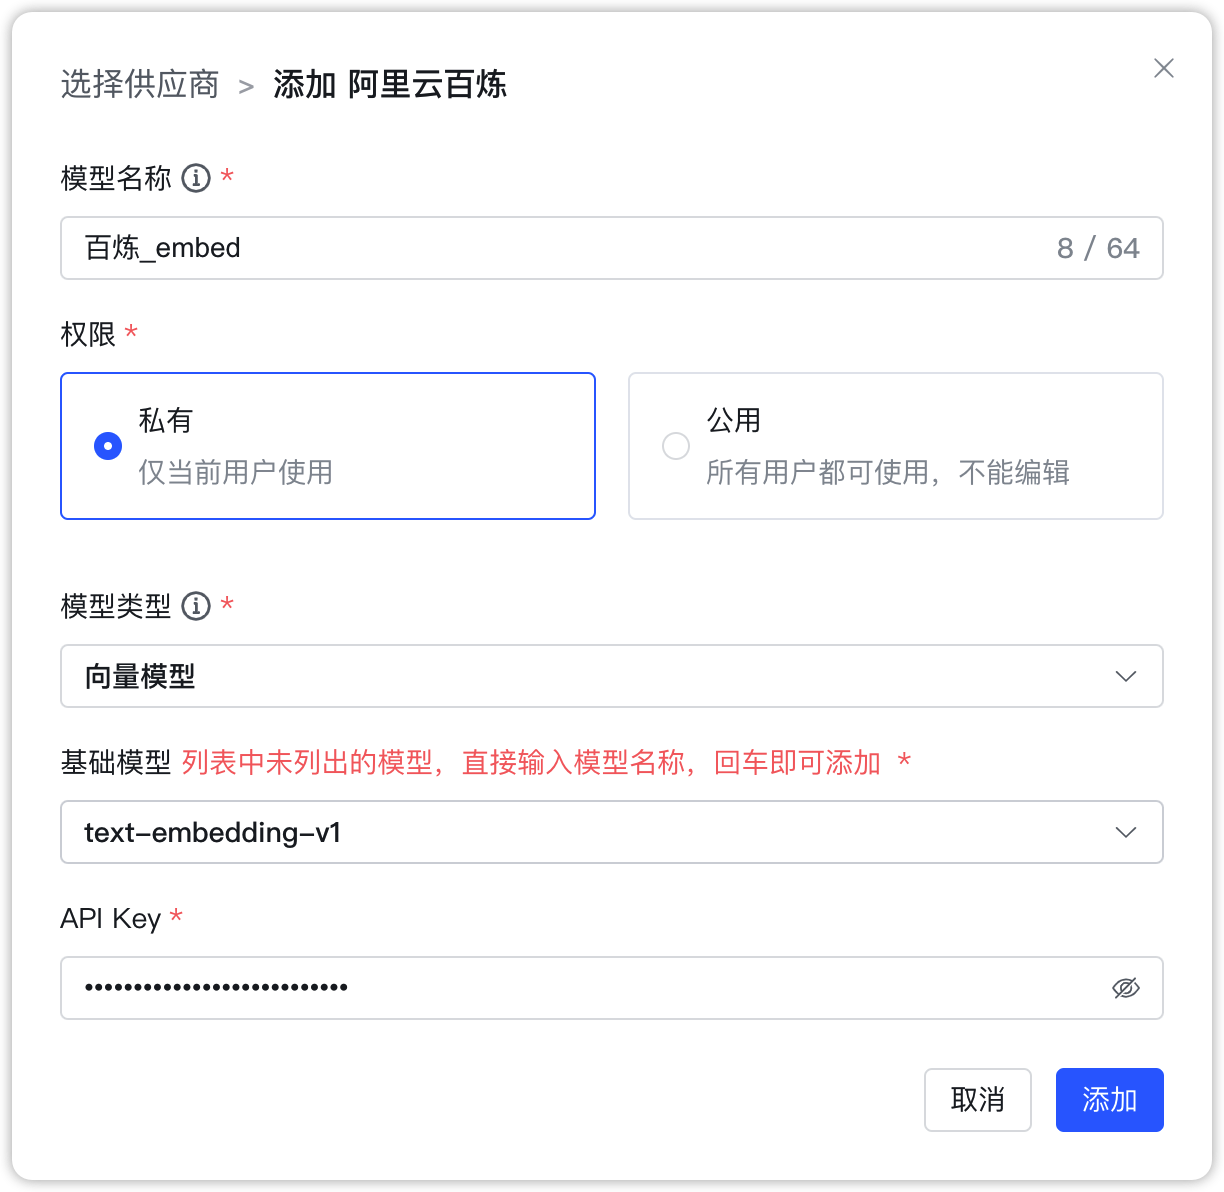 选择供应商 > 添加 阿里云百炼
模型名称 *
百炼_embed 8 / 64
权限 *
私有
仅当前用户使用
公用
所有用户都可使用，不能编辑
模型类型 *
向量模型
基础模型 列表中未列出的模型，直接输入模型名称，回车即可添加 *
text-embedding-v1
API Key *
•••••••••••••••••••••••••••
取消 添加